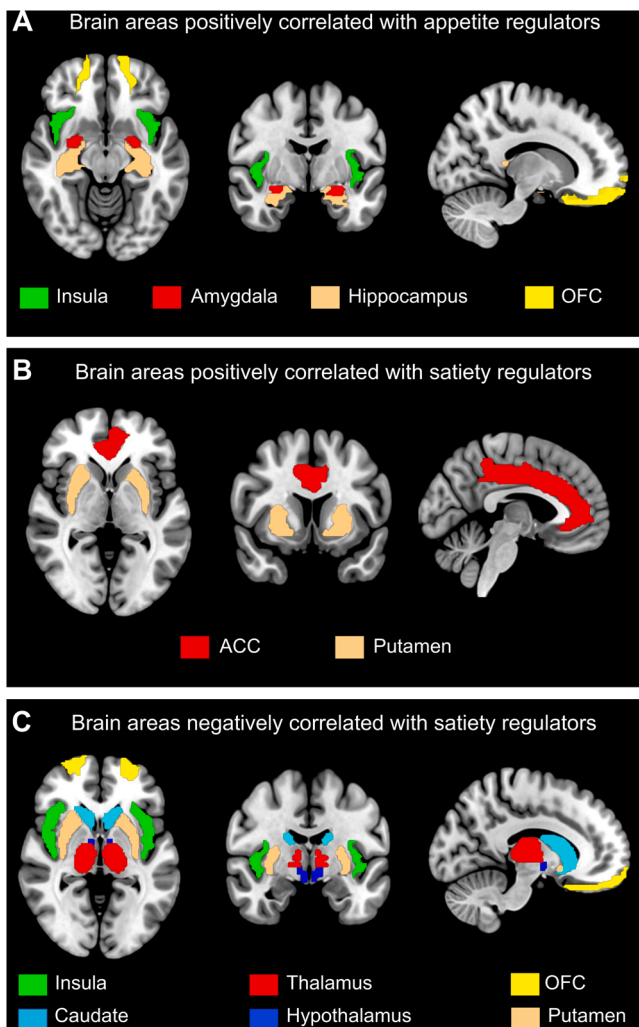 A Brain areas positively correlated with appetite regulators
Insula Amygdala Hippocampus OFC
B Brain areas positively correlated with satiety regulators
ACC Putamen
C Brain areas negatively correlated with satiety regulators
Insula Thalamus OFC
Caudate Hypothalamus Putamen